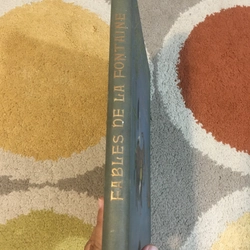 FABLES DE LA FONTAINE